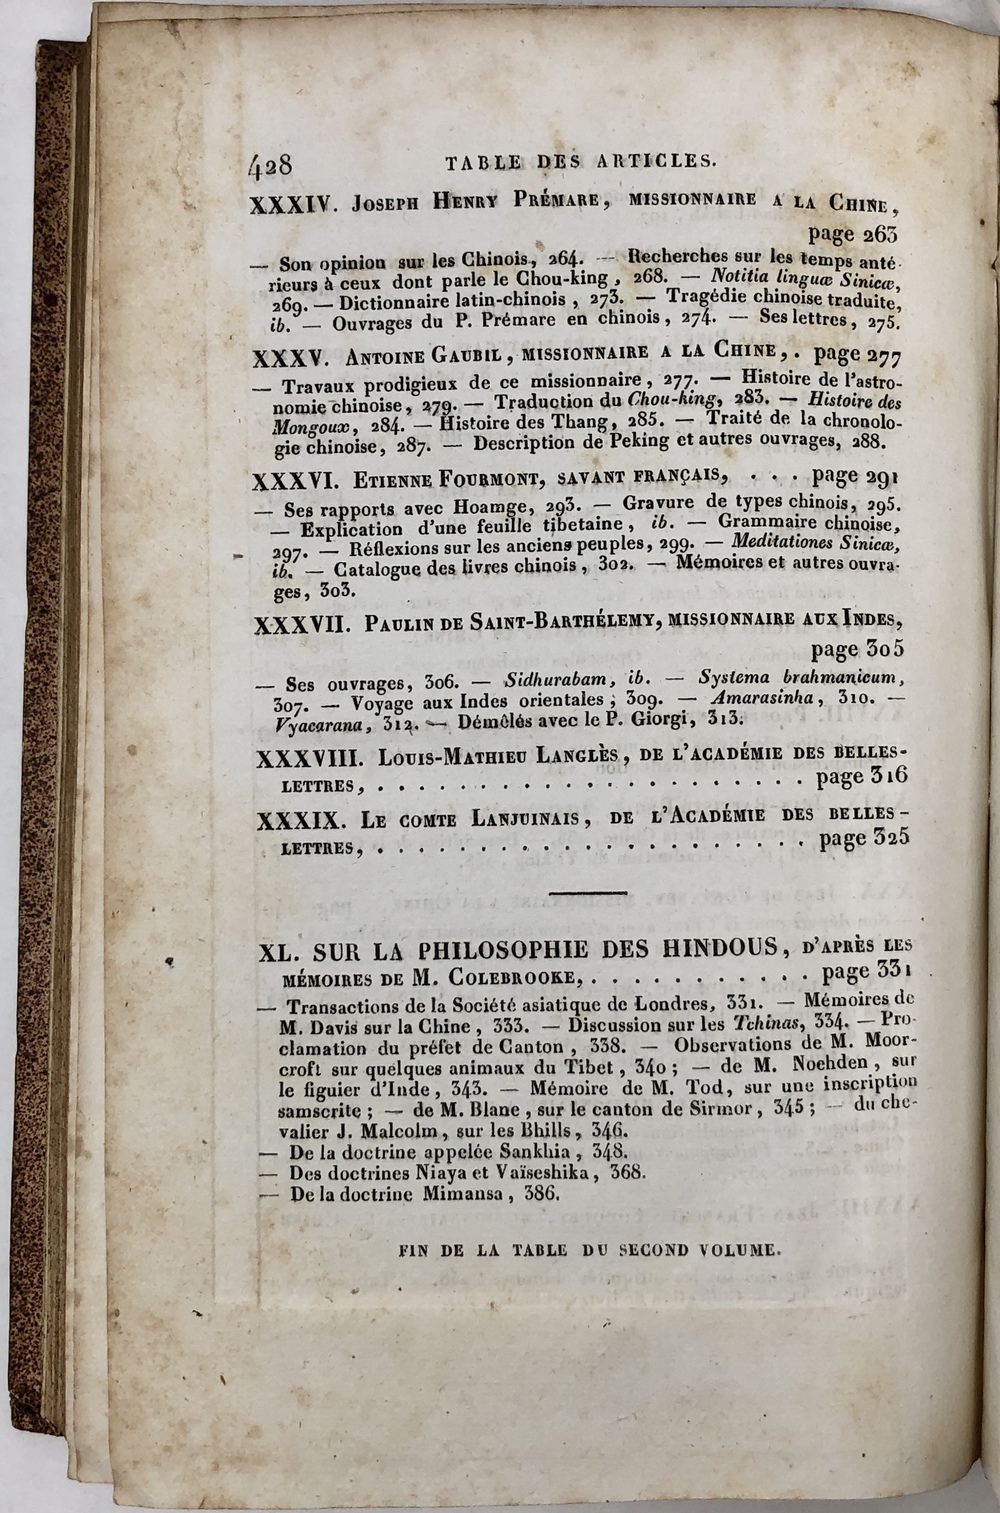 428 TABLE DES ARTICLES.
XXXIV. Joseph Henry Prémare, missionnaire a la Chine,
page 263
— Son opinion sur les Chinois, 264. — Recherches sur les temps anté-
rieurs à ceux dont parle le Chou-king, 268. — Notitia linguæ Sinicæ,
269. — Dictionnaire latin-chinois, 273. — Tragédie chinoise traduite,
ib. — Ouvrages du P. Prémare en chinois, 274. — Ses lettres, 275.
XXXV. Antoine Gaubil, missionnaire a la Chine, . page 277
— Travaux prodigieux de ce missionnaire, 277. — Histoire de l'astro-
nomie chinoise, 279. — Traduction du Chou-king, 283. — Histoire des
Mongoux, 284. — Histoire des Thang, 285. — Traité de la chronolo-
gie chinoise, 287. — Description de Peking et autres ouvrages, 288.
XXXVI. Etienne Fourmont, savant français, . . . page 291
— Ses rapports avec Hoamge, 293. — Gravure de types chinois, 295.
— Explication d'une feuille tibetaine, ib. — Grammaire chinoise,
297. — Réflexions sur les anciens peuples, 299. — Meditationes Sinicæ,
ib. — Catalogue des livres chinois, 302. — Mémoires et autres ouvra-
ges, 303.
XXXVII. Paulin de Saint-Barthélemy, missionnaire aux Indes,
page 305
— Ses ouvrages, 306. — Sidhurabam, ib. — Systema brahmanicum,
307. — Voyage aux Indes orientales, 309. — Amarasinha, 310. —
Vyacarana, 312. — Démêlés avec le P. Giorgi, 313.
XXXVIII. Louis-Mathieu Langlès, de l'académie des belles-
lettres, . . . . . . . . . . . . . . . . . . . . page 316
XXXIX. Le comte Lanjuinais, de l'Académie des belles-
lettres, . . . . . . . . . . . . . . . . . . . . page 325
XL. SUR LA PHILOSOPHIE DES HINDOUS, d'après les
mémoires de M. Colebrooke, . . . . . . . . . . . page 331
— Transactions de la Société asiatique de Londres, 331. — Mémoires de
M. Davis sur la Chine, 333. — Discussion sur les Tchinas, 334. — Pro-
clamation du préfet de Canton, 338. — Observations de M. Moor-
croft sur quelques animaux du Tibet, 340; — de M. Noehden, sur
le figuier d'Inde, 343. — Mémoire de M. Tod, sur une inscription
samscrite; — de M. Blane, sur le canton de Sirmor, 345; — du che-
valier J. Malcolm, sur les Bhills, 346.
— De la doctrine appelée Sankhia, 348.
— Des doctrines Niaya et Vaïseshika, 368.
— De la doctrine Mimansa, 386.
FIN DE LA TABLE DU SECOND VOLUME.